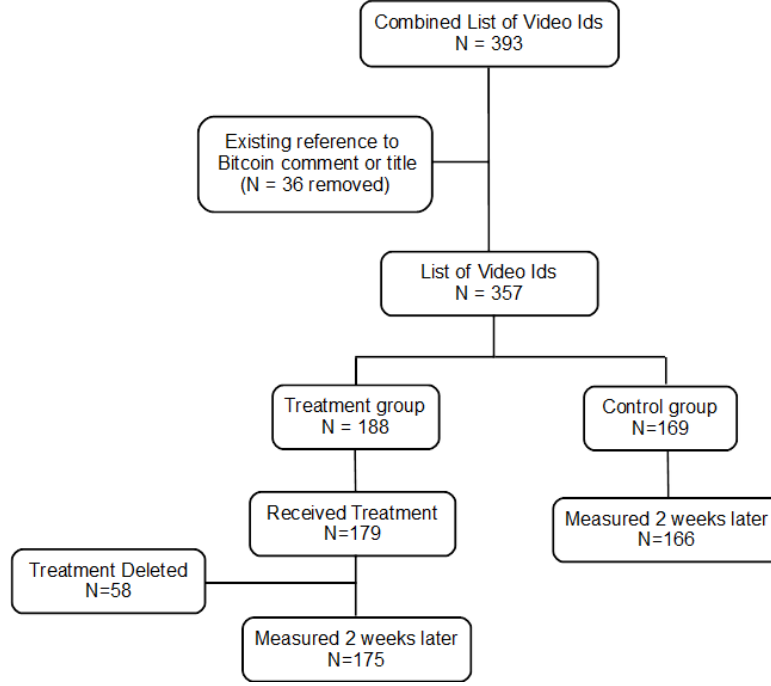 Combined List of Video Ids
N = 393
Existing reference to
Bitcoin comment or title
(N = 36 removed)
List of Video Ids
N = 357
Treatment group
N = 188
Control group
N=169
Received Treatment
N=179
Measured 2 weeks later
N=166
Treatment Deleted
N=58
Measured 2 weeks later
N=175